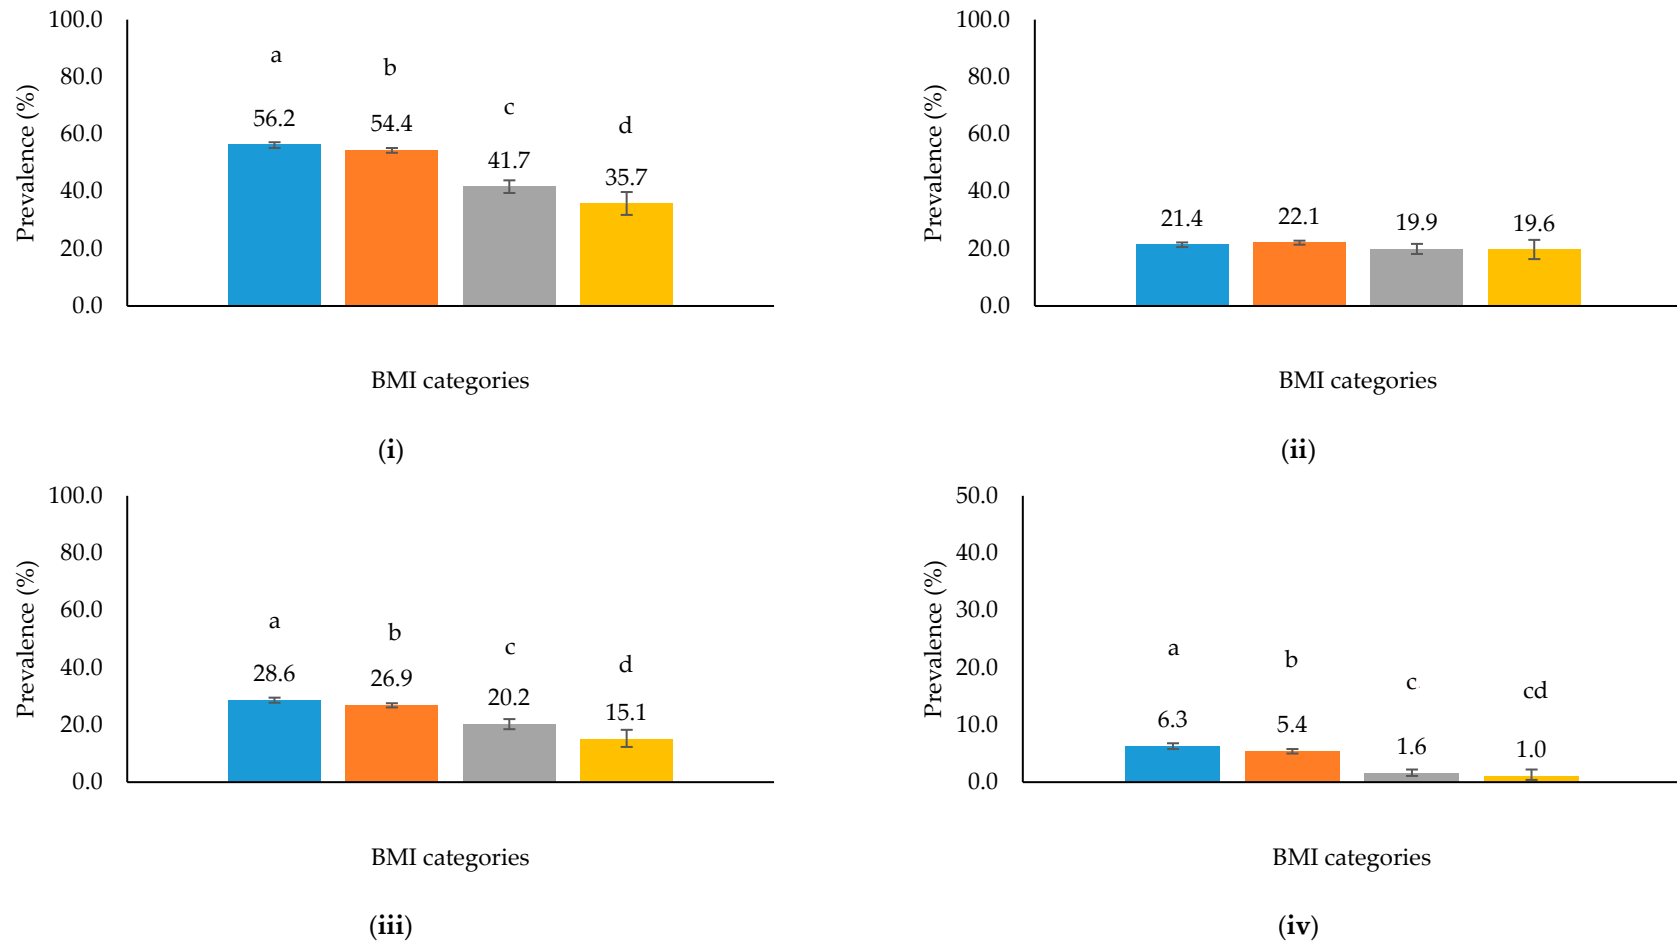 100.0
80.0
60.0
40.0
20.0
0.0
Prevalence (%)
a
b
c
d
56.2
54.4
41.7
35.7
BMI categories
(i)
100.0
80.0
60.0
40.0
20.0
0.0
Prevalence (%)
21.4
22.1
19.9
19.6
BMI categories
(ii)
100.0
80.0
60.0
40.0
20.0
0.0
Prevalence (%)
a
b
c
d
28.6
26.9
20.2
15.1
BMI categories
(iii)
50.0
40.0
30.0
20.0
10.0
0.0
Prevalence (%)
a
b
c
cd
6.3
5.4
1.6
1.0
BMI categories
(iv)